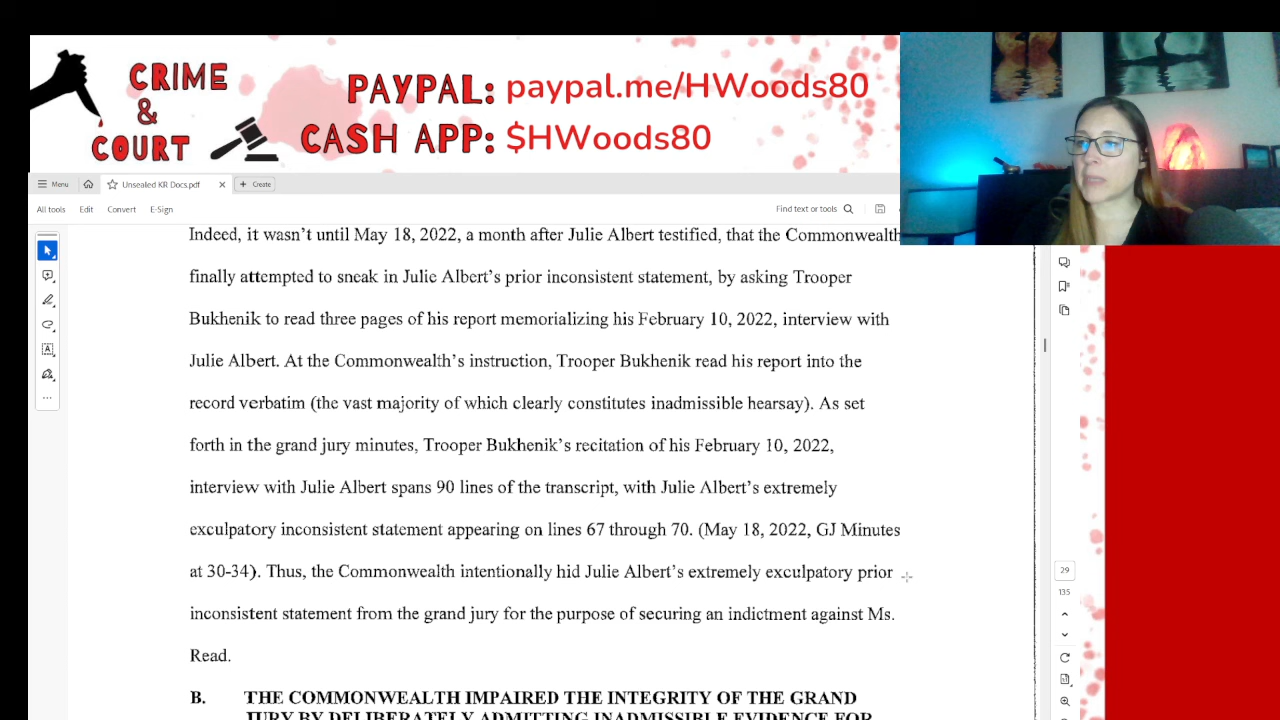 CRIME
&
COURT
PAYPAL: paypal.me/HWoods80
CASH APP: $HWoods80
Menu
Unsealed KR Docs.pdf
Create
All tools Edit Convert E-Sign
Find text or tools
Indeed, it wasn't until May 18, 2022, a month after Julie Albert testified, that the Commonwealth
finally attempted to sneak in Julie Albert's prior inconsistent statement, by asking Trooper
Bukhenik to read three pages of his report memorializing his February 10, 2022, interview with
Julie Albert. At the Commonwealth's instruction, Trooper Bukhenik read his report into the
record verbatim (the vast majority of which clearly constitutes inadmissible hearsay). As set
forth in the grand jury minutes, Trooper Bukhenik's recitation of his February 10, 2022,
interview with Julie Albert spans 90 lines of the transcript, with Julie Albert's extremely
exculpatory inconsistent statement appearing on lines 67 through 70. (May 18, 2022, GJ Minutes
at 30-34). Thus, the Commonwealth intentionally hid Julie Albert's extremely exculpatory prior
inconsistent statement from the grand jury for the purpose of securing an indictment against Ms.
Read.
B. THE COMMONWEALTH IMPAIRED THE INTEGRITY OF THE GRAND
JURY BY DELIBERATELY ADMITTING INADMISSIBLE EVIDENCE FOR
29
135